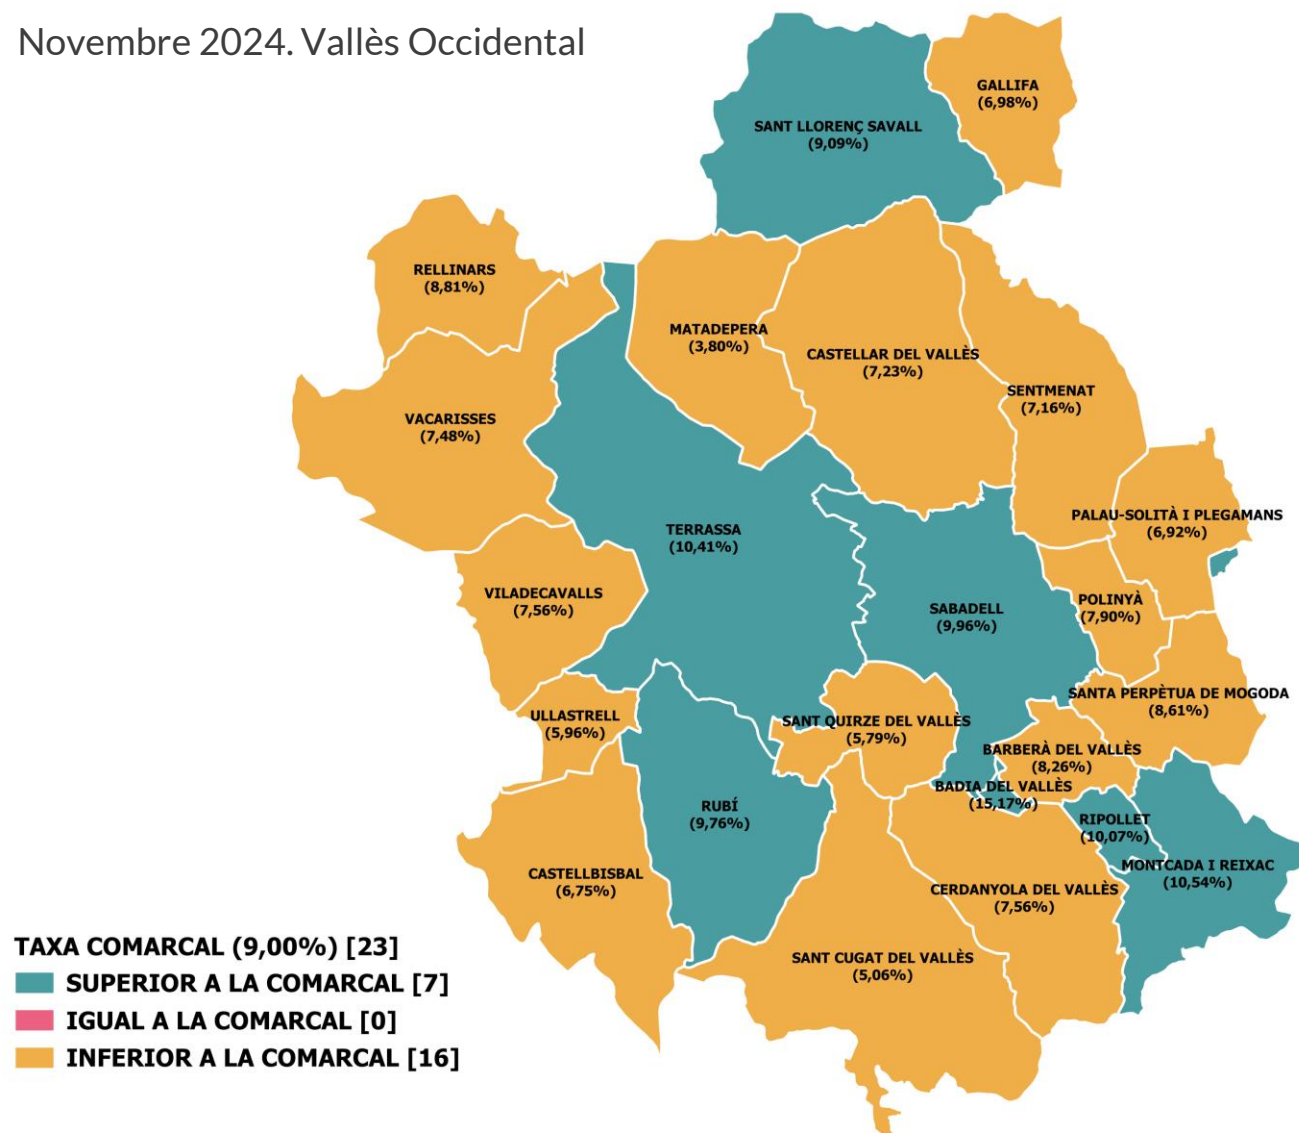 Novembre 2024. Vallès Occidental
GALLIFA
(6,98%)
SANT LLORENÇ SAVALL
(9,09%)
RELLINARS
(8,81%)
MATADEPERA
(3,80%)
CASTELLAR DEL VALLÈS
(7,23%)
SENTMENAT
(7,16%)
VACARISSES
(7,48%)
PALAU-SOLITÀ I PLEGAMANS
(6,92%)
TERRASSA
(10,41%)
VILADECAVALLS
(7,56%)
SABADELL
(9,96%)
POLINYÀ
(7,90%)
SANTA PERPÈTUA DE MOGODA
(8,61%)
ULLASTRELL
(5,96%)
SANT QUIRZE DEL VALLÈS
(5,79%)
BARBERÀ DEL VALLÈS
(8,26%)
BADIA DEL VALLÈS
(15,17%)
RUBÍ
(9,76%)
RIPOLLET
(10,07%)
MONTCADA I REIXAC
(10,54%)
CASTELLBISBAL
(6,75%)
CERDANYOLA DEL VALLÈS
(7,56%)
SANT CUGAT DEL VALLÈS
(5,06%)
TAXA COMARCAL (9,00%) [23]
SUPERIOR A LA COMARCAL [7]
IGUAL A LA COMARCAL [0]
INFERIOR A LA COMARCAL [16]